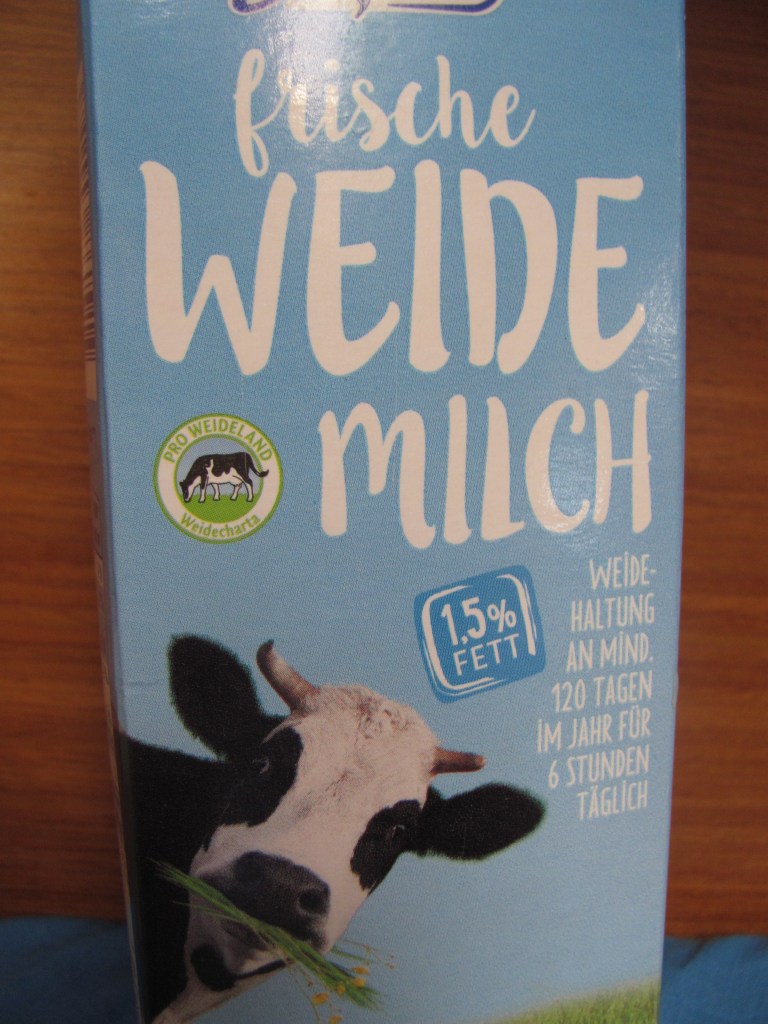 frische
WEIDE
MILCH
PRO WEIDELAND
Weidecharta
1,5%
FETT
WEIDE-
HALTUNG
AN MIND.
120 TAGEN
IM JAHR FÜR
6 STUNDEN
TÄGLICH